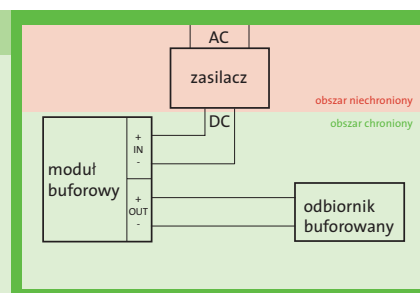 AC
zasilacz
obszar niechroniony
DC
obszar chroniony
+
IN
-
moduł
buforowy
+
OUT
-
odbiornik
buforowany